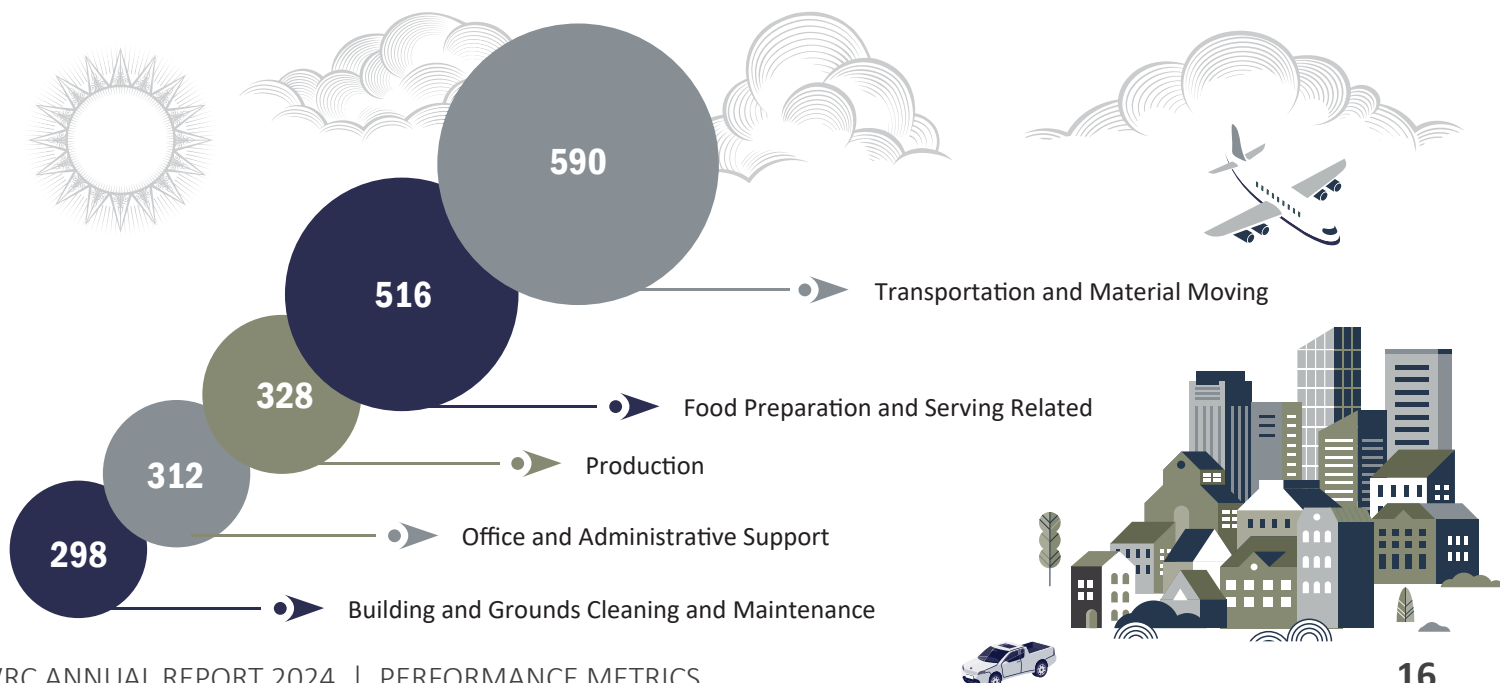 590
Transportation and Material Moving
516
Food Preparation and Serving Related
328
Production
312
Office and Administrative Support
298
Building and Grounds Cleaning and Maintenance
ANNUAL REPORT 2024 | PERFORMANCE METRICS
16